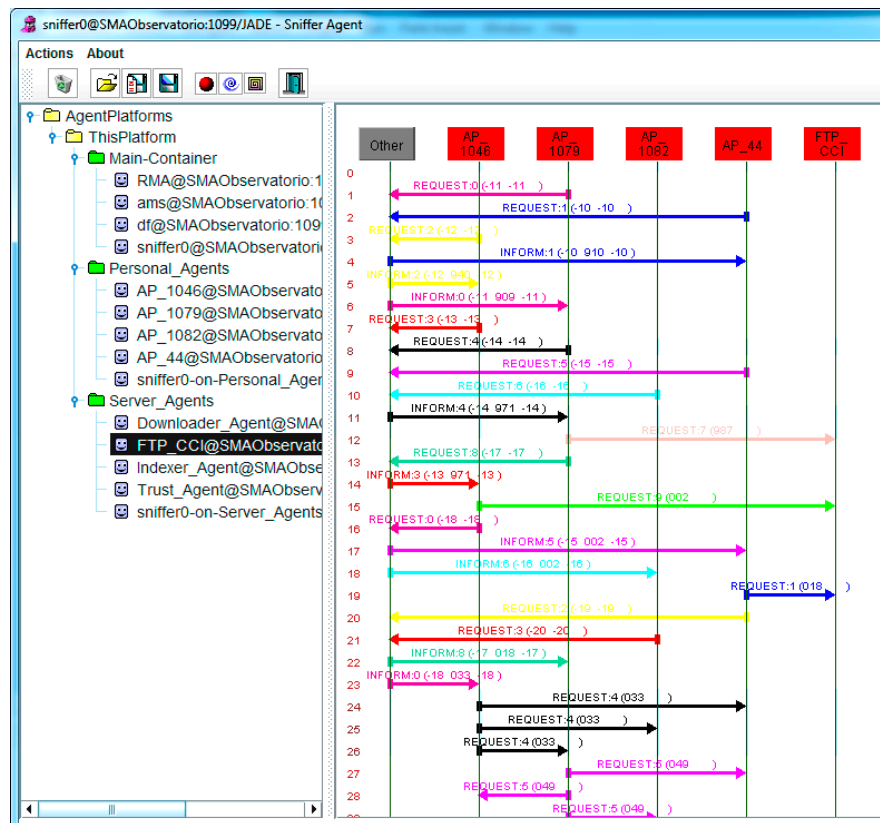 sniffer0@SMAObservatorio:1099/JADE - Sniffer Agent
Actions About
AgentPlatforms
ThisPlatform
Main-Container
RMA@SMAObservatorio:1
ams@SMAObservatorio:10
df@SMAObservatorio:1099
sniffer0@SMAObservatori
Personal_Agents
AP_1046@SMAObservato
AP_1079@SMAObservato
AP_1082@SMAObservato
AP_44@SMAObservatorio
sniffer0-on-Personal_Agen
Server_Agents
Downloader_Agent@SMA
FTP_CCI@SMAObservato
Indexer_Agent@SMAObse
Trust_Agent@SMAObserv
sniffer0-on-Server_Agents
Other AP_1046 AP_1079 AP_1082 AP_44 FTP_CCI
0
1 REQUEST:0 (-11 -11 )
2 REQUEST:1 (-10 -10 )
3 REQUEST:2 (-12 -12 )
4 INFORM:1 (-10 910 -10 )
5 INFORM:2 (-12 940 -12 )
6 INFORM:0 (-11 909 -11 )
7 REQUEST:3 (-13 -13 )
8 REQUEST:4 (-14 -14 )
9 REQUEST:5 (-15 -15 )
10 REQUEST:6 (-16 -16 )
11 INFORM:4 (-14 971 -14 )
12 REQUEST:7 (987 )
13 REQUEST:8 (-17 -17 )
14 INFORM:3 (-13 971 -13 )
15 REQUEST:9 (002 )
16 REQUEST:0 (-18 -18 )
17 INFORM:5 (-15 002 -15 )
18 INFORM:6 (-16 002 -16 )
19 REQUEST:1 (018 )
20 REQUEST:2 (-19 -19 )
21 REQUEST:3 (-20 -20 )
22 INFORM:8 (-17 018 -17 )
23 INFORM:0 (-18 033 -18 )
24 REQUEST:4 (033 )
25 REQUEST:4 (033 )
26 REQUEST:4 (033 )
27 REQUEST:5 (049 )
28 REQUEST:5 (049 )
REQUEST:5 (049 )